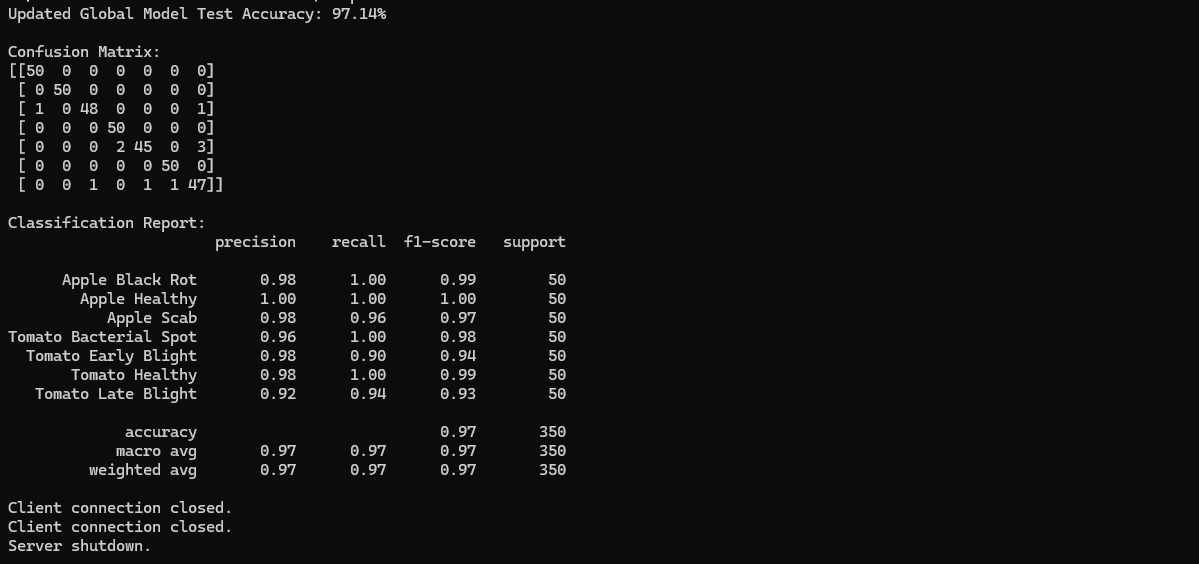 Updated Global Model Test Accuracy: 97.14%
Confusion Matrix:
[[50  0  0  0  0  0  0]
 [ 0 50  0  0  0  0  0]
 [ 1  0 48  0  0  0  1]
 [ 0  0  0 50  0  0  0]
 [ 0  0  0  2 45  0  3]
 [ 0  0  0  0  0 50  0]
 [ 0  0  1  0  1  1 47]]
Classification Report:
precision    recall  f1-score   support
Apple Black Rot       0.98      1.00      0.99        50
Apple Healthy       1.00      1.00      1.00        50
Apple Scab       0.98      0.96      0.97        50
Tomato Bacterial Spot       0.96      1.00      0.98        50
Tomato Early Blight       0.98      0.90      0.94        50
Tomato Healthy       0.98      1.00      0.99        50
Tomato Late Blight       0.92      0.94      0.93        50
accuracy                           0.97       350
macro avg       0.97      0.97      0.97       350
weighted avg       0.97      0.97      0.97       350
Client connection closed.
Client connection closed.
Server shutdown.